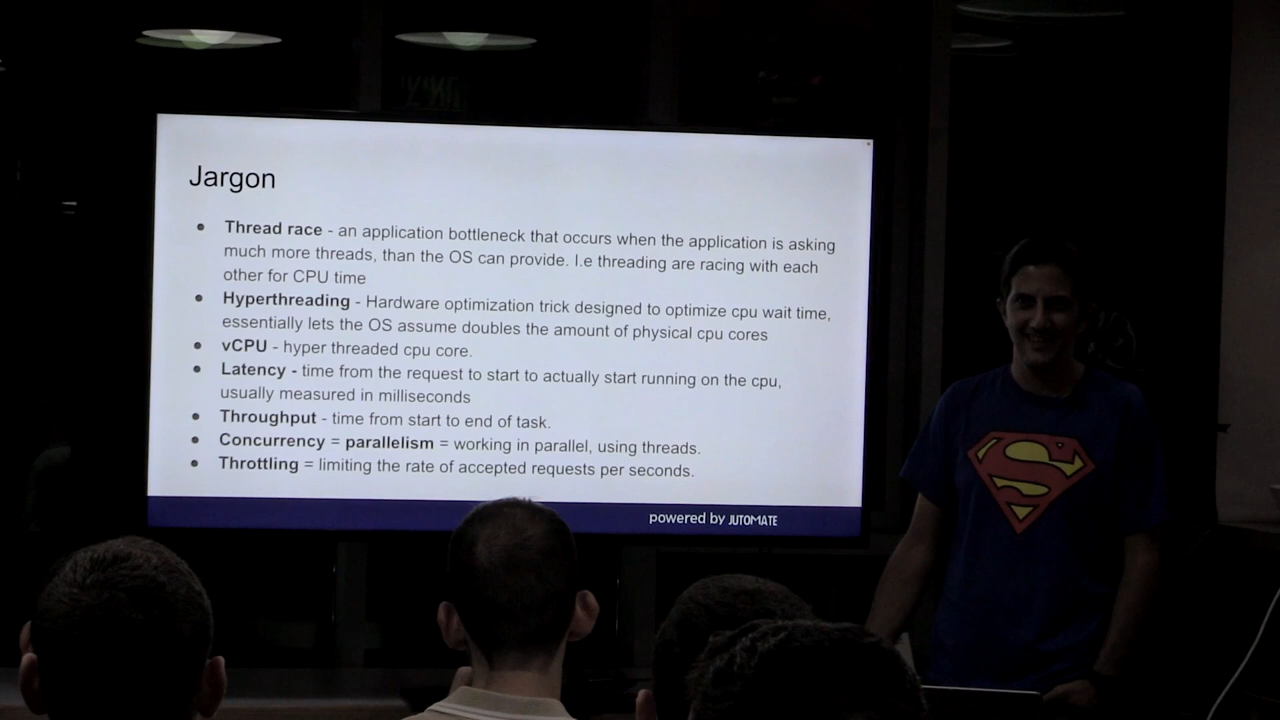 Jargon
● Thread race - an application bottleneck that occurs when the application is asking
much more threads, than the OS can provide. I.e threading are racing with each
other for CPU time
● Hyperthreading - Hardware optimization trick designed to optimize cpu wait time,
essentially lets the OS assume doubles the amount of physical cpu cores
● vCPU - hyper threaded cpu core.
● Latency - time from the request to start to actually start running on the cpu,
usually measured in milliseconds
● Throughput - time from start to end of task.
● Concurrency = parallelism = working in parallel, using threads.
● Throttling = limiting the rate of accepted requests per seconds.
powered by JUTOMATE
S